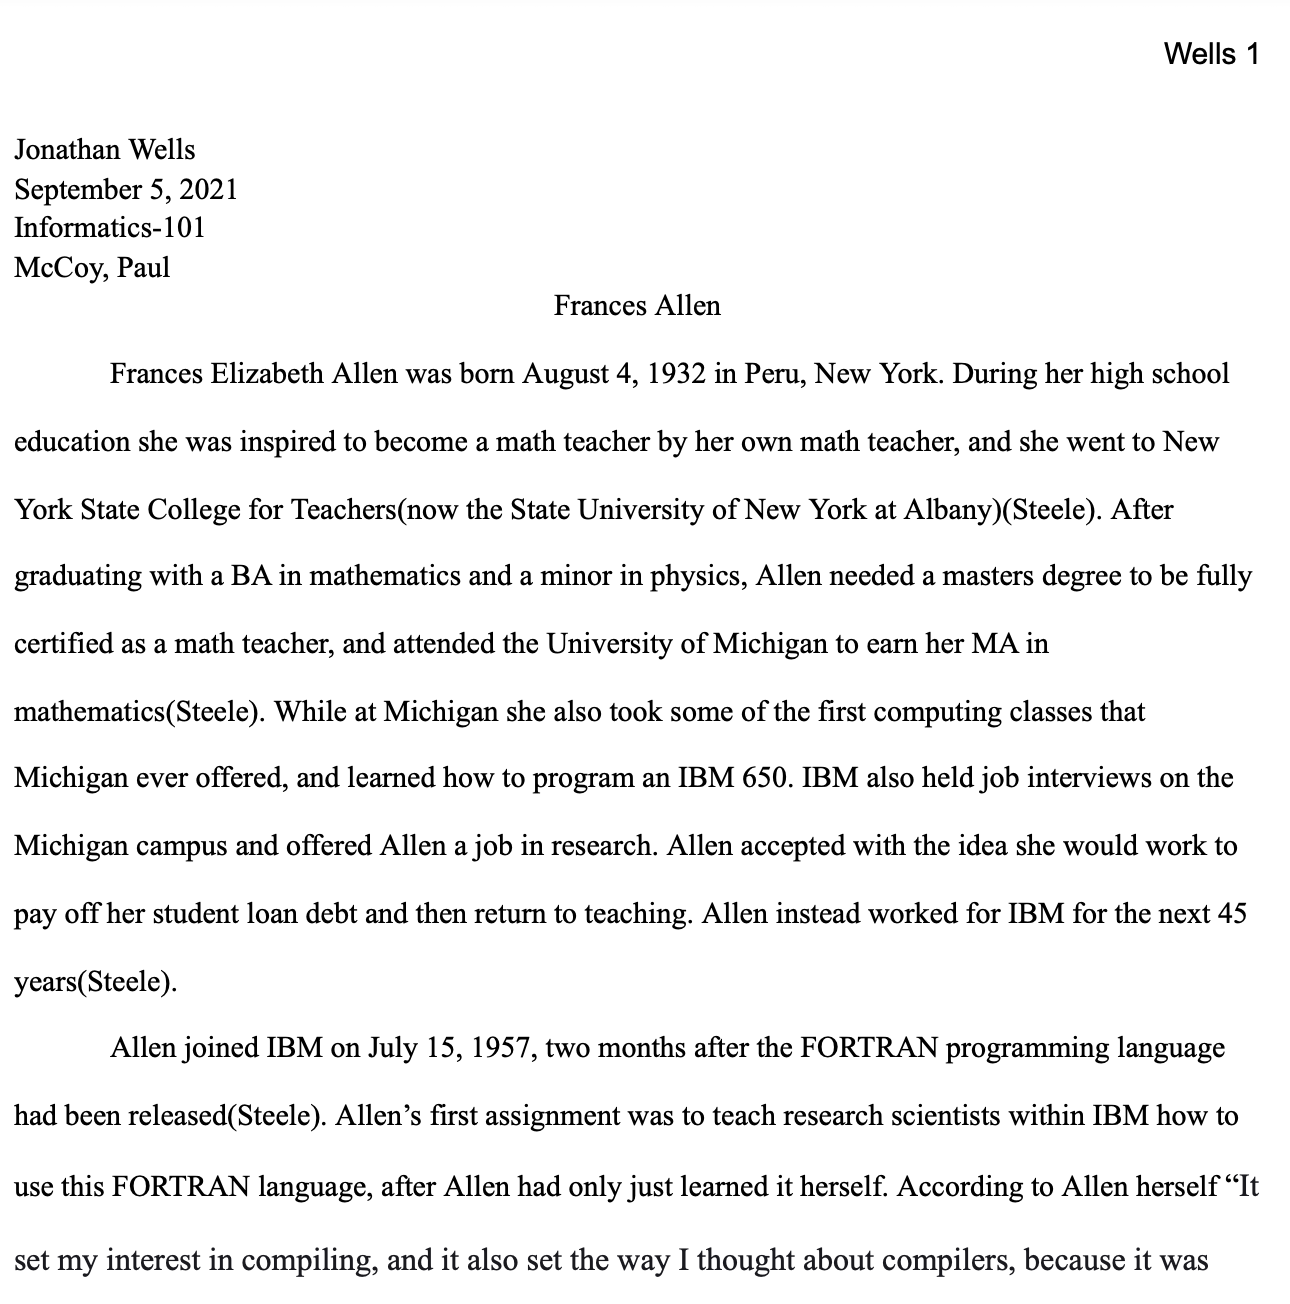 Wells 1
Jonathan Wells
September 5, 2021
Informatics-101
McCoy, Paul
Frances Allen
Frances Elizabeth Allen was born August 4, 1932 in Peru, New York. During her high school
education she was inspired to become a math teacher by her own math teacher, and she went to New
York State College for Teachers(now the State University of New York at Albany)(Steele). After
graduating with a BA in mathematics and a minor in physics, Allen needed a masters degree to be fully
certified as a math teacher, and attended the University of Michigan to earn her MA in
mathematics(Steele). While at Michigan she also took some of the first computing classes that
Michigan ever offered, and learned how to program an IBM 650. IBM also held job interviews on the
Michigan campus and offered Allen a job in research. Allen accepted with the idea she would work to
pay off her student loan debt and then return to teaching. Allen instead worked for IBM for the next 45
years(Steele).
Allen joined IBM on July 15, 1957, two months after the FORTRAN programming language
had been released(Steele). Allen’s first assignment was to teach research scientists within IBM how to
use this FORTRAN language, after Allen had only just learned it herself. According to Allen herself “It
set my interest in compiling, and it also set the way I thought about compilers, because it was